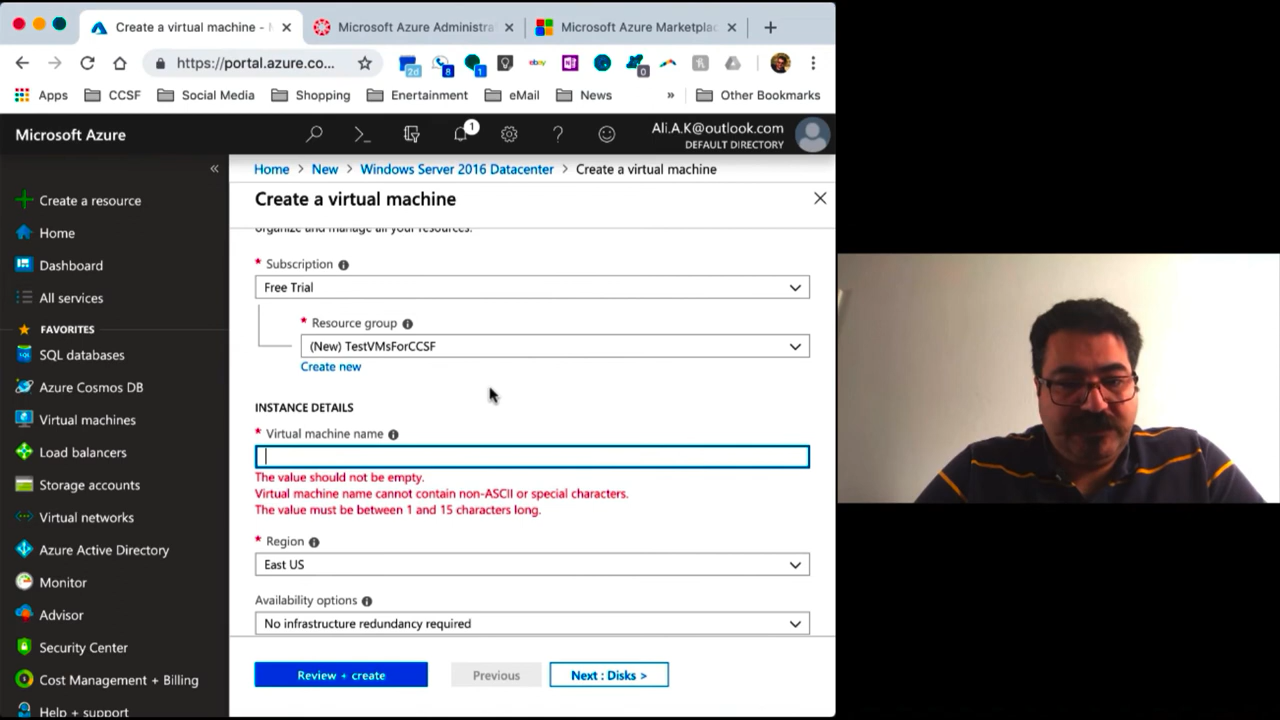 Create a virtual machine - M
Microsoft Azure Administra
Microsoft Azure Marketplac
https://portal.azure.co...
2d
8
1
ebay
0
Apps
CCSF
Social Media
Shopping
Enertainment
eMail
News
»
Other Bookmarks
Microsoft Azure
1
Ali.A.K@outlook.com
DEFAULT DIRECTORY
Home > New > Windows Server 2016 Datacenter > Create a virtual machine
Create a virtual machine
Create a resource
Home
Dashboard
All services
FAVORITES
SQL databases
Azure Cosmos DB
Virtual machines
Load balancers
Storage accounts
Virtual networks
Azure Active Directory
Monitor
Advisor
Security Center
Cost Management + Billing
Help + support
organize and manage all your resources.
* Subscription
Free Trial
* Resource group
(New) TestVMsForCCSF
Create new
INSTANCE DETAILS
* Virtual machine name
The value should not be empty.
Virtual machine name cannot contain non-ASCII or special characters.
The value must be between 1 and 15 characters long.
* Region
East US
Availability options
No infrastructure redundancy required
Review + create
Previous
Next : Disks >